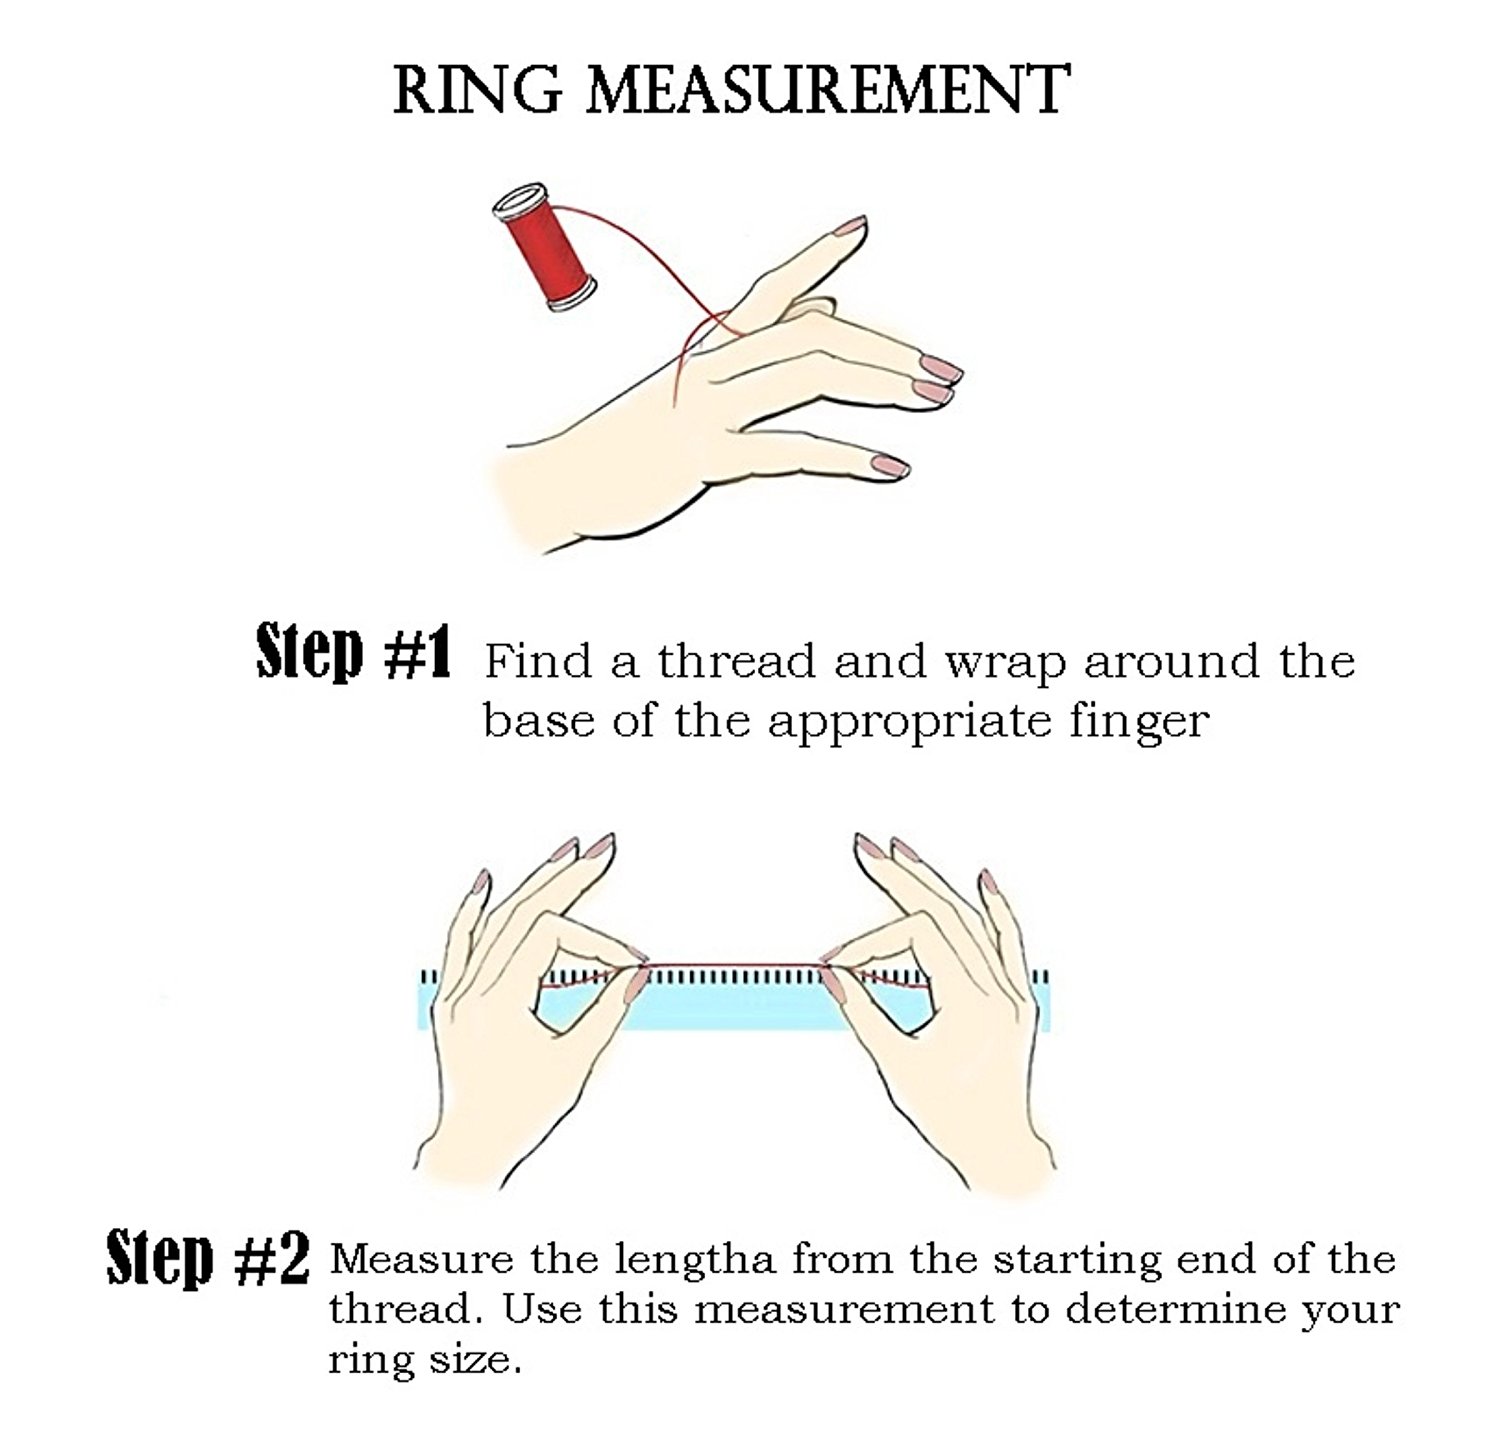 RING MEASUREMENT
Step #1 Find a thread and wrap around the
base of the appropriate finger
Step #2 Measure the lengtha from the starting end of the
thread. Use this measurement to determine your
ring size.